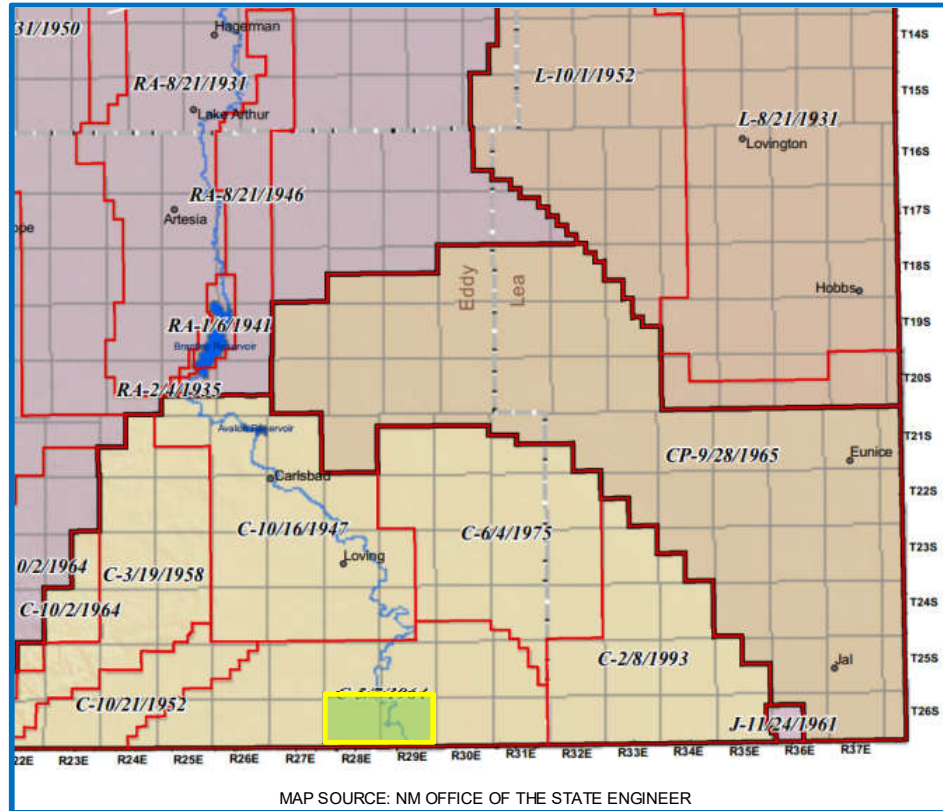 Hagerman
T14S
31/1950
L-10/1/1952
RA-8/21/1931
T15S
Lake Arthur
L-8/21/1931
Lovington
T16S
RA-8/21/1946
Artesia
T17S
pe
T18S
Eddy
Lea
Hobbs
RA-1/6/1941
T19S
RA-2/4/1935
T20S
Avalon Reservoir
T21S
CP-9/28/1965
Eunice
Carlsbad
T22S
C-10/16/1947
C-6/4/1975
Loving
T23S
0/2/1964
C-3/19/1958
C-10/2/1964
T24S
C-2/8/1993
Jal
T25S
C-10/21/1952
J-11/24/1961
T26S
22E R23E R24E R25E R26E R27E R28E R29E R30E R31E R32E R33E R34E R35E R36E R37E
MAP SOURCE: NM OFFICE OF THE STATE ENGINEER